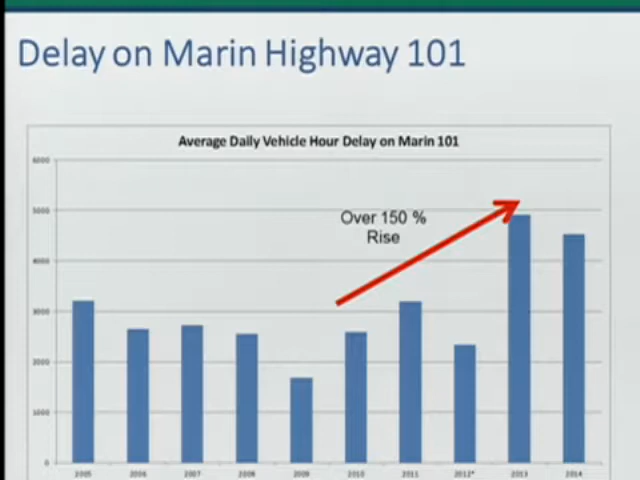 Delay on Marin Highway 101
Average Daily Vehicle Hour Delay on Marin 101
6000
5000
Over 150 %
Rise
4000
3000
2000
1000
0
2005 2006 2007 2008 2009 2010 2011 2012* 2013 2014